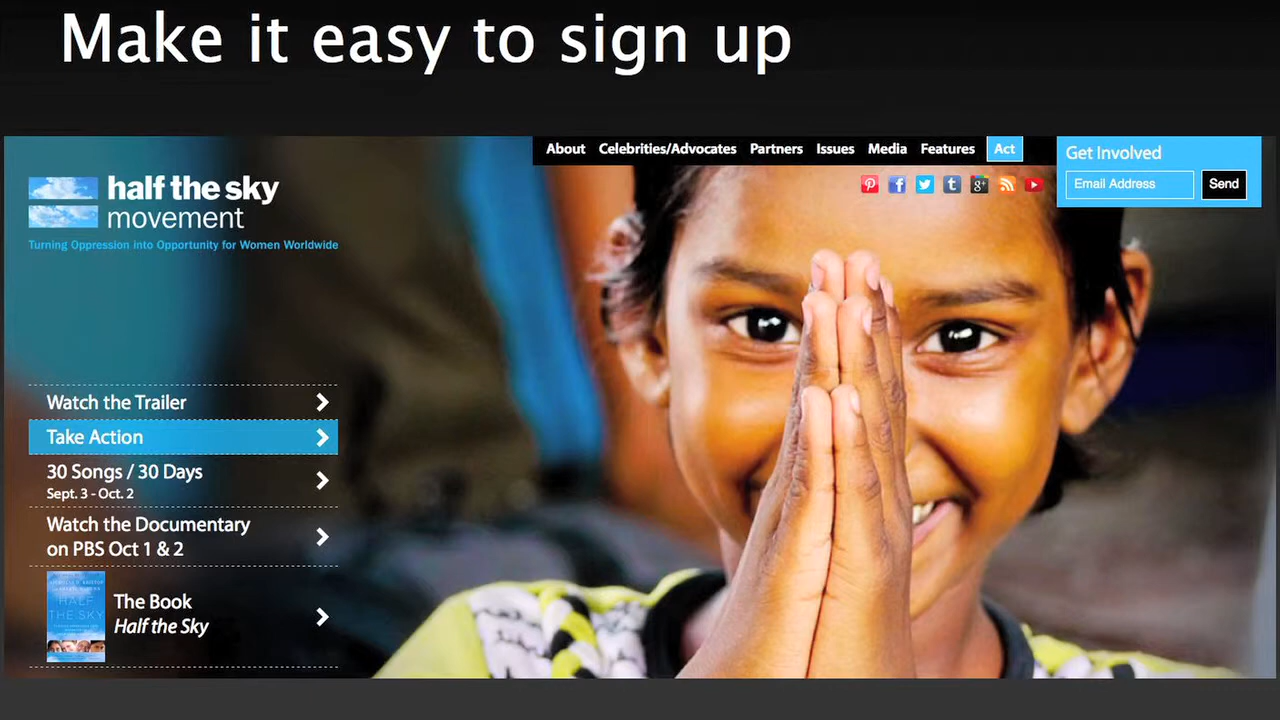 Make it easy to sign up
About Celebrities/Advocates Partners Issues Media Features Act
Get Involved
Email Address Send
half the sky
movement
Turning Oppression into Opportunity for Women Worldwide
Watch the Trailer
Take Action
30 Songs / 30 Days
Sept. 3 - Oct. 2
Watch the Documentary
on PBS Oct 1 & 2
HALF
THE SKY
The Book
Half the Sky